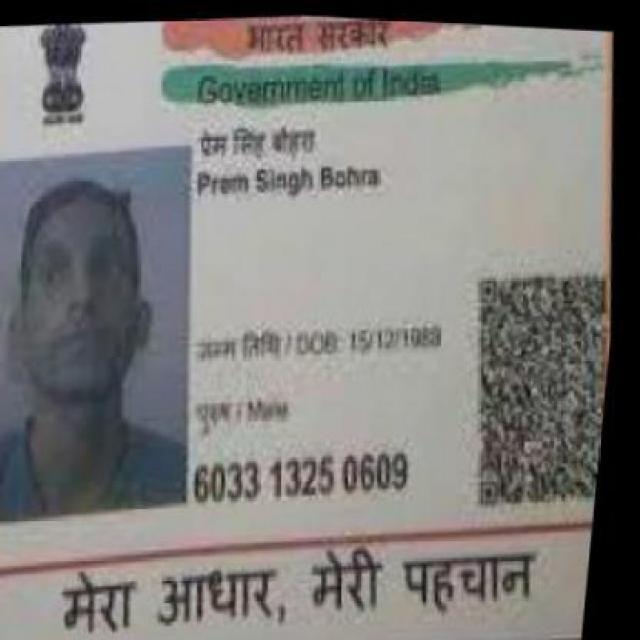 भारत सरकार
Government of India
प्रेम सिंह बोहरा
Prem Singh Bohra
जन्म तिथि / DOB: 15/12/1988
पुरुष / Male
6033 1325 0609
मेरा आधार, मेरी पहचान